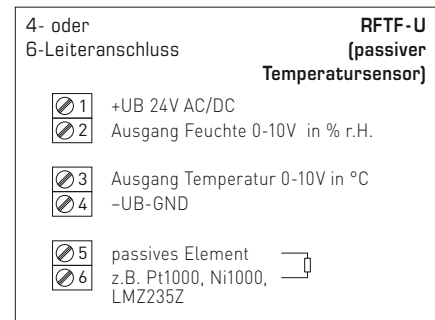 4- oder RFTF-U
6-Leiteranschluss (passiver
Temperatursensor)
1 +UB 24V AC/DC
2 Ausgang Feuchte 0-10V in % r.H.
3 Ausgang Temperatur 0-10V in °C
4 –UB-GND
5 passives Element
6 z.B. Pt1000, Ni1000,
LMZ235Z